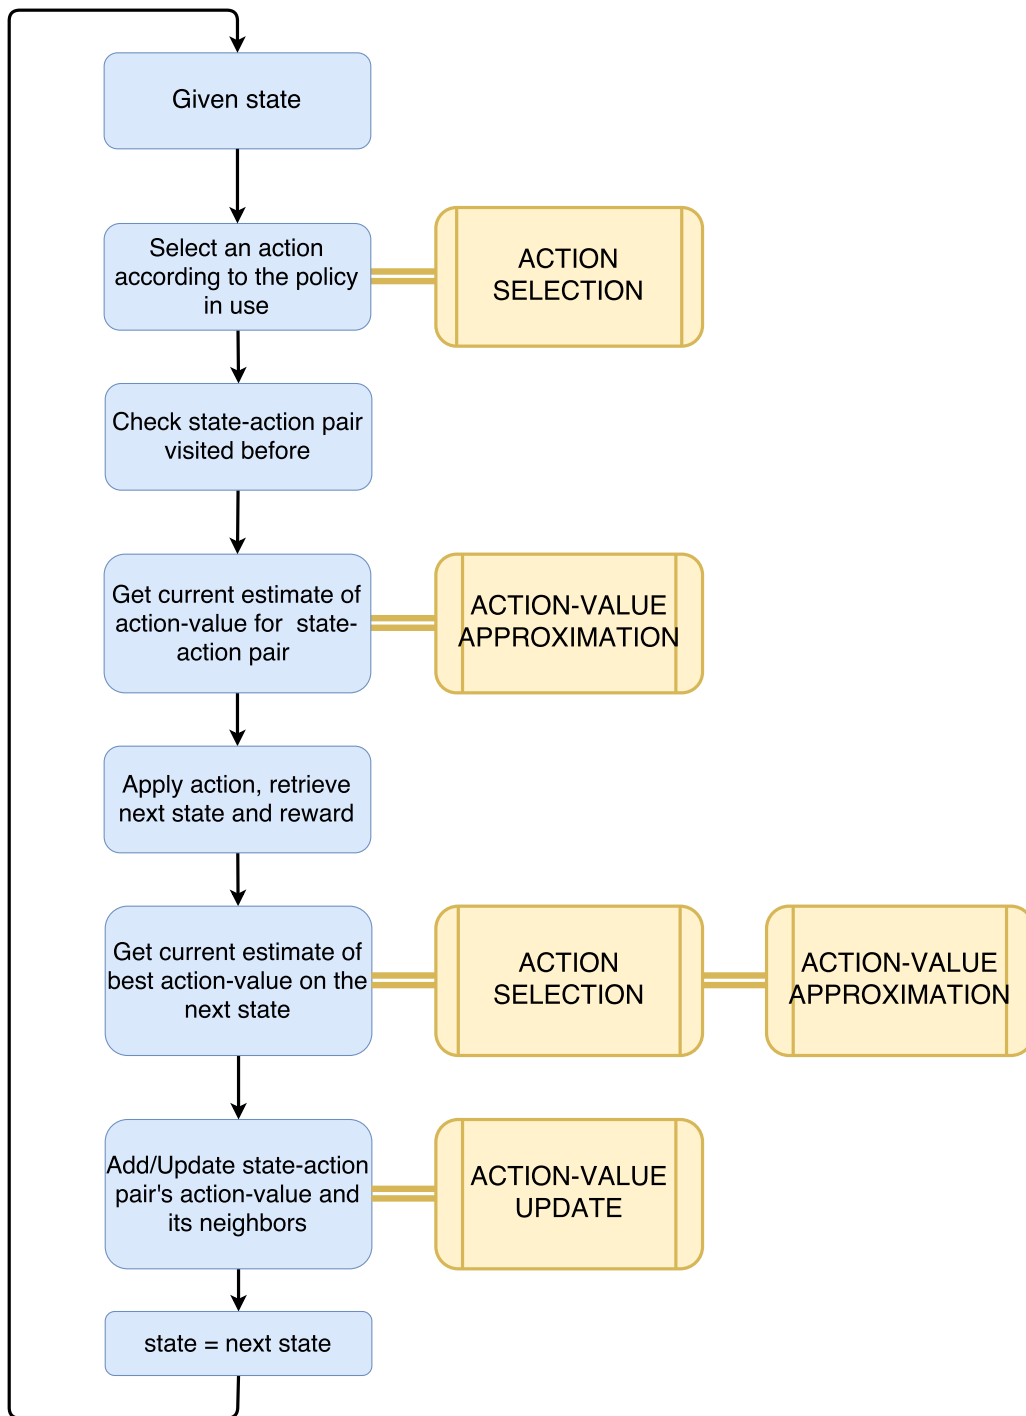 Given state
Select an action
according to the policy
in use
ACTION
SELECTION
Check state-action pair
visited before
Get current estimate of
action-value for  state-
action pair
ACTION-VALUE
APPROXIMATION
Apply action, retrieve
next state and reward
Get current estimate of
best action-value on the
next state
ACTION
SELECTION
ACTION-VALUE
APPROXIMATION
Add/Update state-action
pair's action-value and
its neighbors
ACTION-VALUE
UPDATE
state = next state